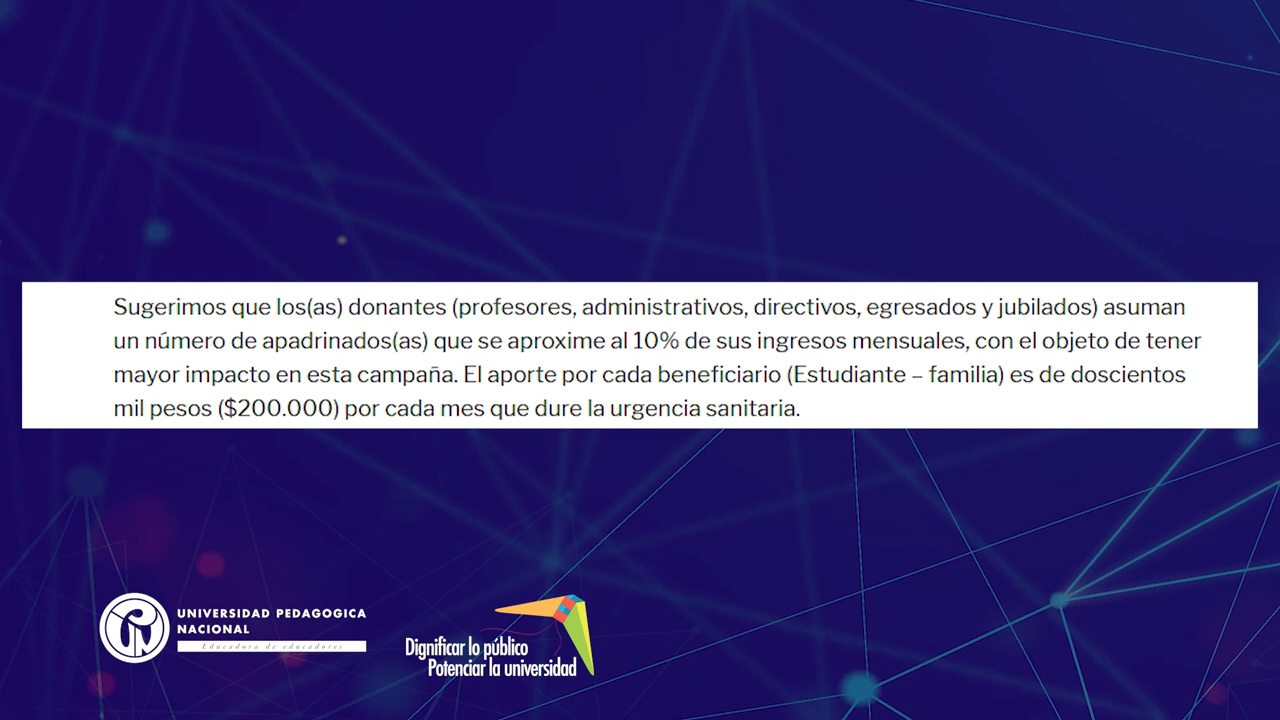 Sugerimos que los(as) donantes (profesores, administrativos, directivos, egresados y jubilados) asuman
un número de apadrinados(as) que se aproxime al 10% de sus ingresos mensuales, con el objeto de tener
mayor impacto en esta campaña. El aporte por cada beneficiario (Estudiante – familia) es de doscientos
mil pesos ($200.000) por cada mes que dure la urgencia sanitaria.
UNIVERSIDAD PEDAGOGICA
NACIONAL
Educadora de educadores
Dignificar lo público
Potenciar la universidad